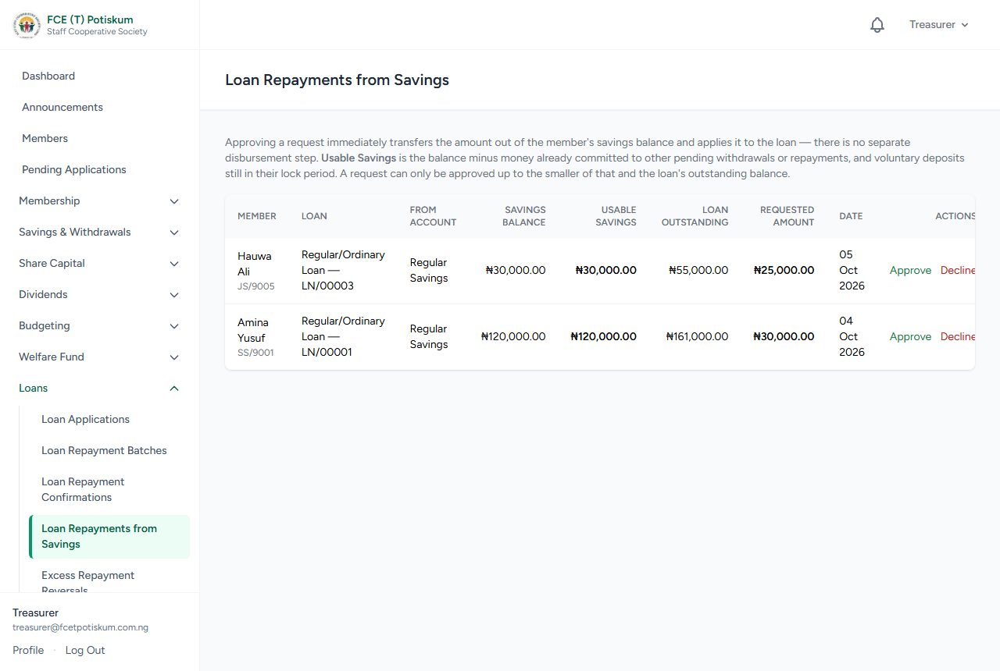 FCE (T) Potiskum
Staff Cooperative Society
Treasurer
Dashboard
Announcements
Members
Pending Applications
Membership
Savings & Withdrawals
Share Capital
Dividends
Budgeting
Welfare Fund
Loans
Loan Applications
Loan Repayment Batches
Loan Repayment
Confirmations
Loan Repayments from
Savings
Excess Repayment
Reversals
Treasurer
treasurer@fcetpotiskum.com.ng
Profile · Log Out
Loan Repayments from Savings
Approving a request immediately transfers the amount out of the member's savings balance and applies it to the loan — there is no separate
disbursement step. Usable Savings is the balance minus money already committed to other pending withdrawals or repayments, and voluntary deposits
still in their lock period. A request can only be approved up to the smaller of that and the loan's outstanding balance.
MEMBER LOAN FROM ACCOUNT SAVINGS BALANCE USABLE SAVINGS LOAN OUTSTANDING REQUESTED AMOUNT DATE ACTIONS
Hauwa Ali JS/9005 Regular/Ordinary Loan — LN/00003 Regular Savings ₦30,000.00 ₦30,000.00 ₦55,000.00 ₦25,000.00 05 Oct 2026 Approve Decline
Amina Yusuf SS/9001 Regular/Ordinary Loan — LN/00001 Regular Savings ₦120,000.00 ₦120,000.00 ₦161,000.00 ₦30,000.00 04 Oct 2026 Approve Decline